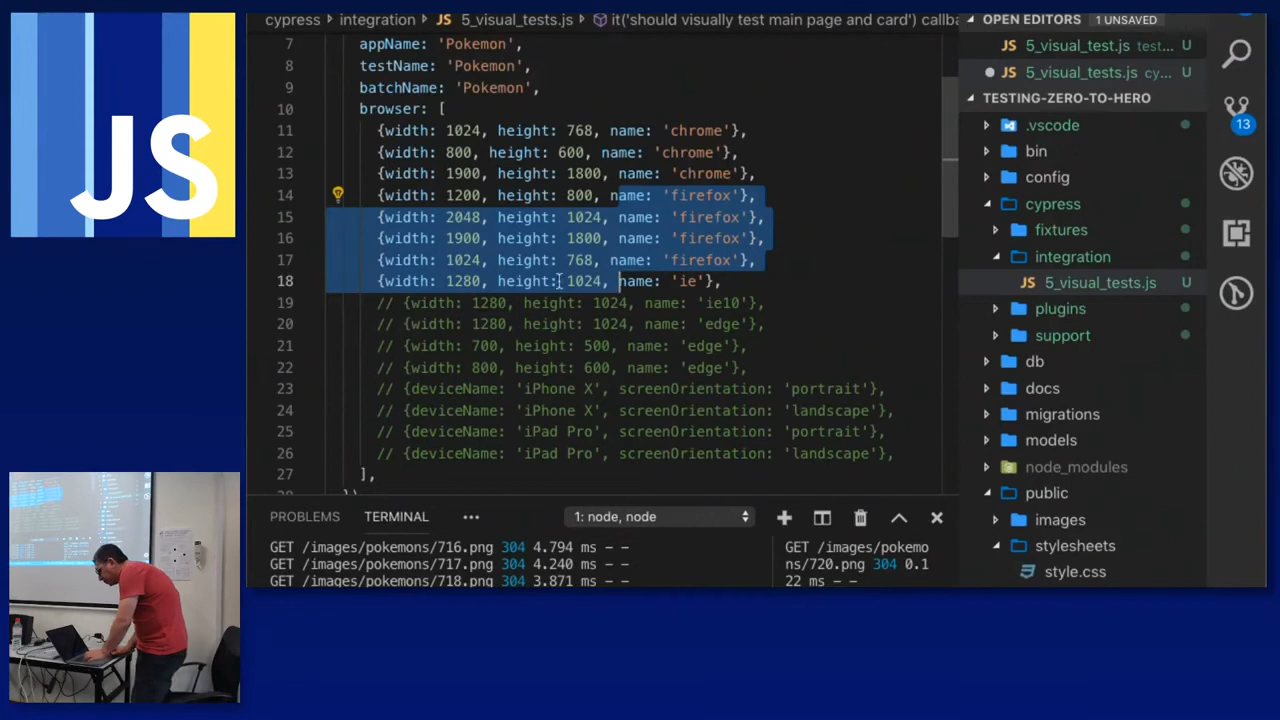 JS
cypress › integration › JS 5_visual_tests.js › it('should visually test main page and card') callba
7 appName: 'Pokemon',
8 testName: 'Pokemon',
9 batchName: 'Pokemon',
10 browser: [
11 {width: 1024, height: 768, name: 'chrome'},
12 {width: 800, height: 600, name: 'chrome'},
13 {width: 1900, height: 1800, name: 'chrome'},
14 {width: 1200, height: 800, name: 'firefox'},
15 {width: 2048, height: 1024, name: 'firefox'},
16 {width: 1900, height: 1800, name: 'firefox'},
17 {width: 1024, height: 768, name: 'firefox'},
18 {width: 1280, height: 1024, name: 'ie'},
19 // {width: 1280, height: 1024, name: 'ie10'},
20 // {width: 1280, height: 1024, name: 'edge'},
21 // {width: 700, height: 500, name: 'edge'},
22 // {width: 800, height: 600, name: 'edge'},
23 // {deviceName: 'iPhone X', screenOrientation: 'portrait'},
24 // {deviceName: 'iPhone X', screenOrientation: 'landscape'},
25 // {deviceName: 'iPad Pro', screenOrientation: 'portrait'},
26 // {deviceName: 'iPad Pro', screenOrientation: 'landscape'},
27 ],
PROBLEMS TERMINAL ••• 1: node, node
GET /images/pokemons/716.png 304 4.794 ms - -
GET /images/pokemons/717.png 304 4.240 ms - -
GET /images/pokemons/718.png 304 3.871 ms - -
GET /images/pokemo
ns/720.png 304 0.1
22 ms - -
OPEN EDITORS 1 UNSAVED
JS 5_visual_test.js test... U
JS 5_visual_tests.js cy... U
TESTING-ZERO-TO-HERO
.vscode
bin
config
cypress
fixtures
integration
JS 5_visual_tests.js U
plugins
support
db
docs
migrations
models
node_modules
public
images
stylesheets
style.css
13